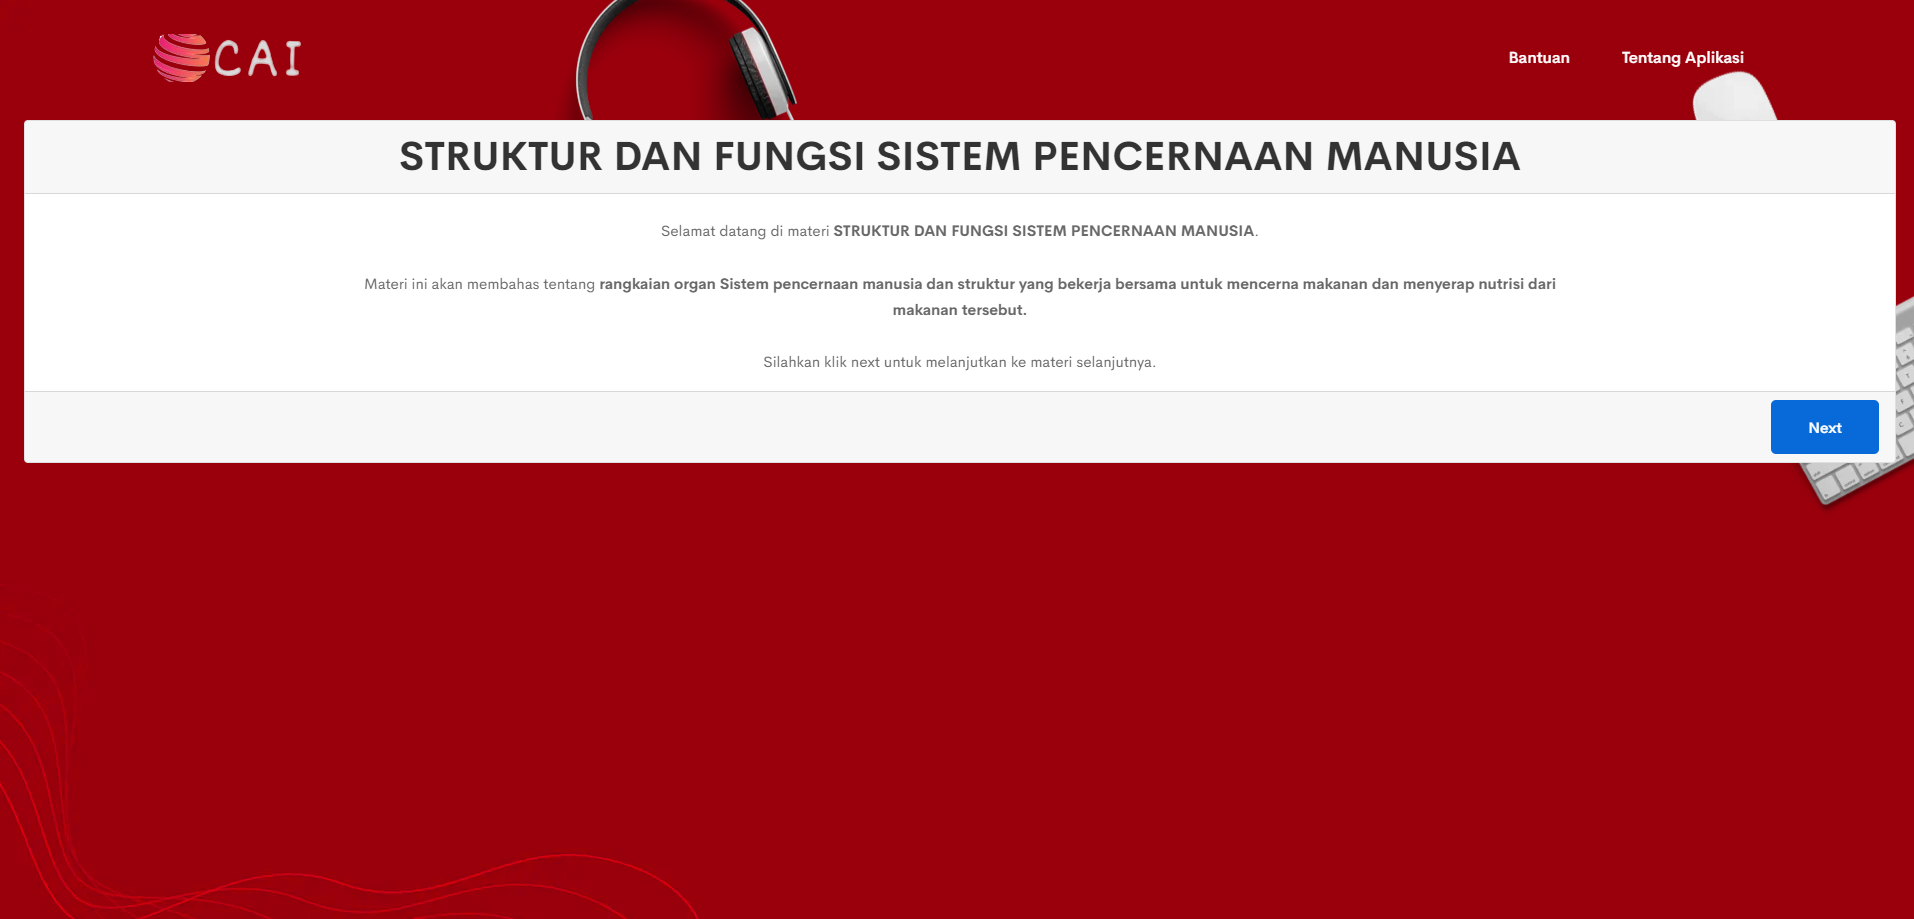 CAI
Bantuan
Tentang Aplikasi
STRUKTUR DAN FUNGSI SISTEM PENCERNAAN MANUSIA
Selamat datang di materi STRUKTUR DAN FUNGSI SISTEM PENCERNAAN MANUSIA.
Materi ini akan membahas tentang rangkaian organ Sistem pencernaan manusia dan struktur yang bekerja bersama untuk mencerna makanan dan menyerap nutrisi dari
makanan tersebut.
Silahkan klik next untuk melanjutkan ke materi selanjutnya.
Next